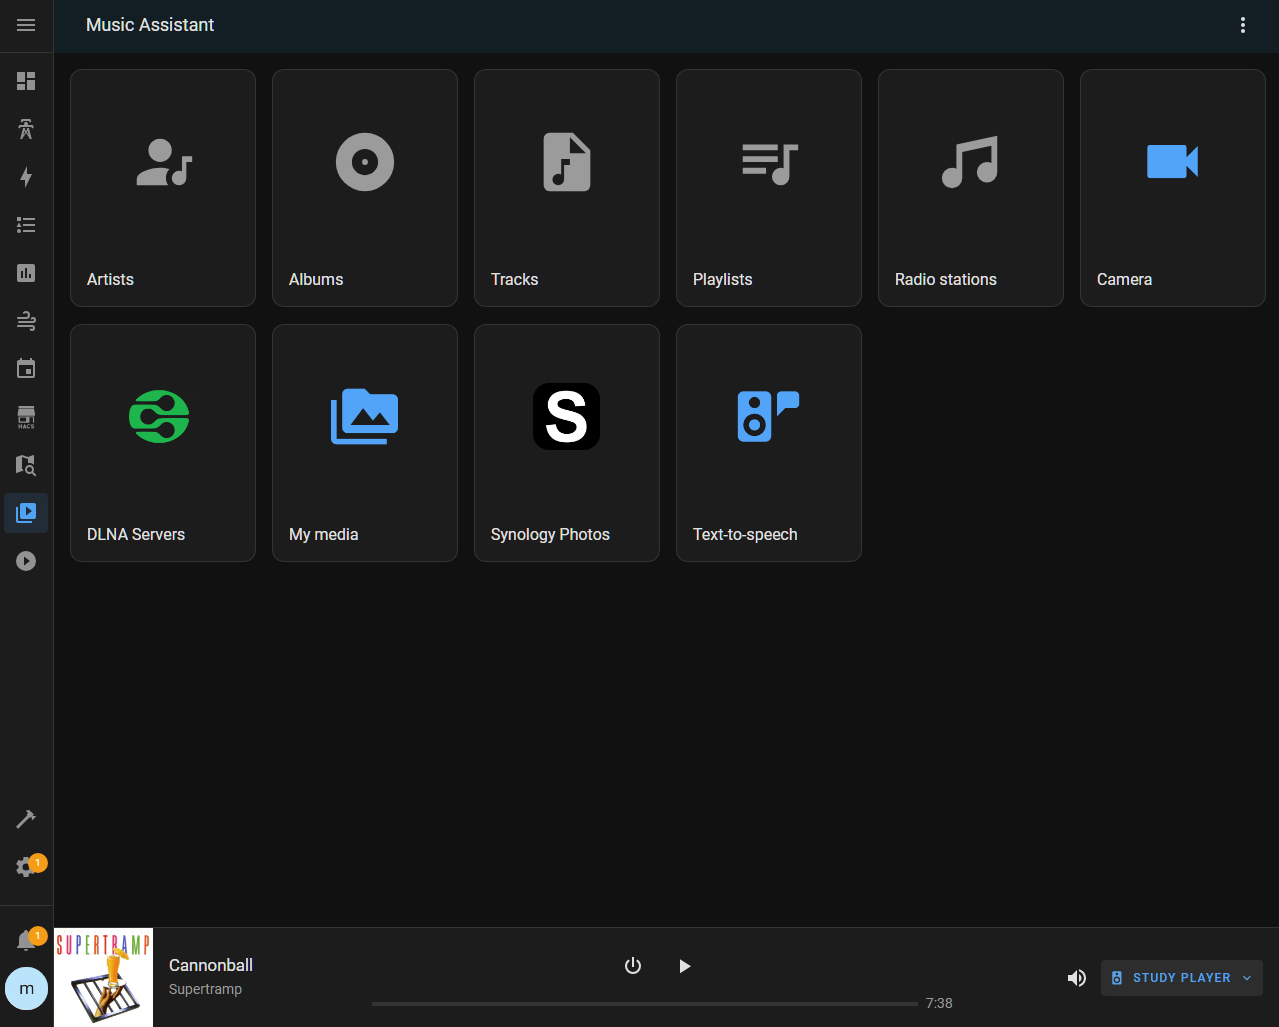 Music Assistant
Artists
Albums
Tracks
Playlists
Radio stations
Camera
S
DLNA Servers
My media
Synology Photos
Text-to-speech
HACS
1
1
m
SUPERTRAMP
Cannonball
Supertramp
7:38
STUDY PLAYER